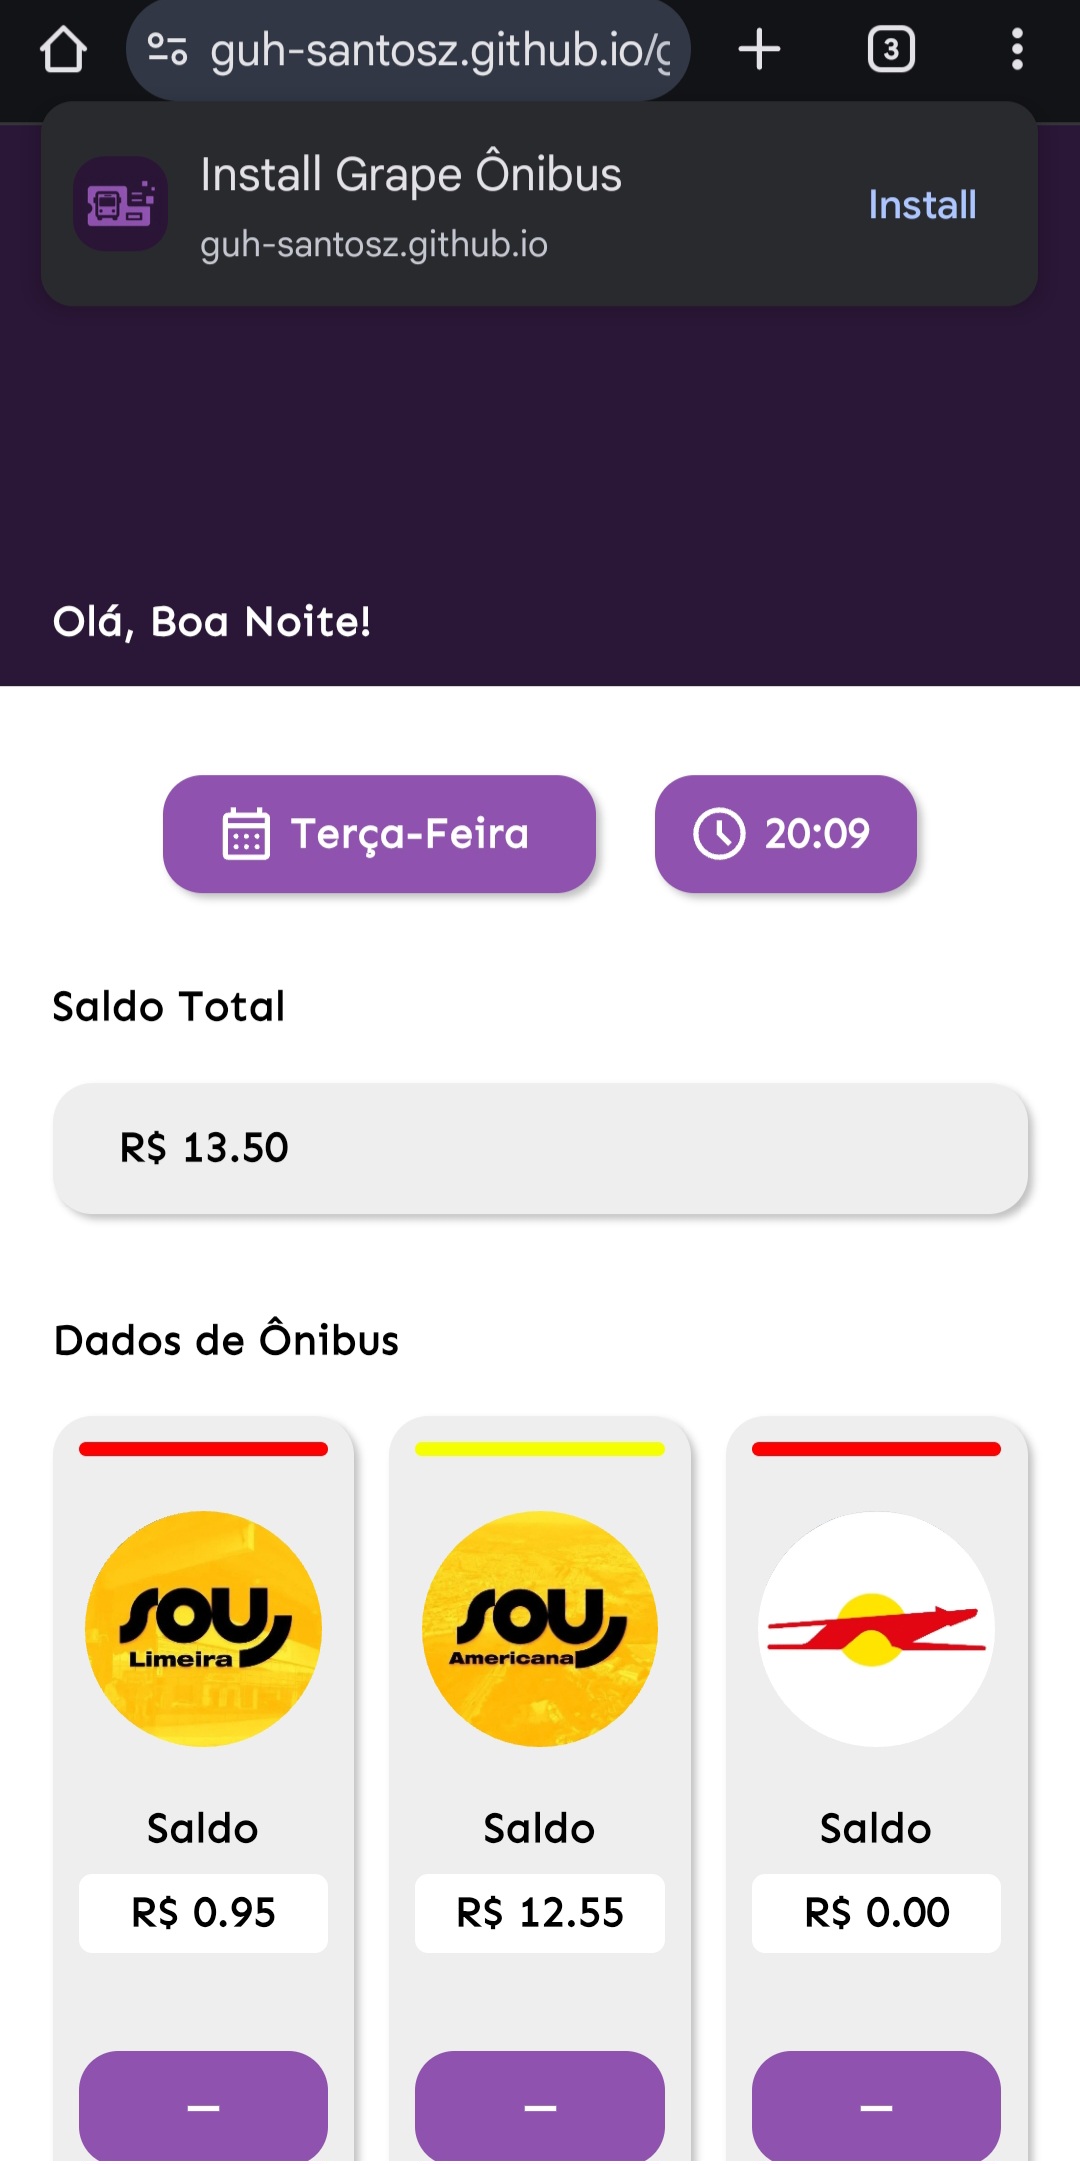 guh-santosz.github.io/g
3
Install Grape Ônibus
guh-santosz.github.io
Install
Olá, Boa Noite!
Terça-Feira
20:09
Saldo Total
R$ 13.50
Dados de Ônibus
SOU
Limeira
SOU
Americana
Saldo
Saldo
Saldo
R$ 0.95
R$ 12.55
R$ 0.00